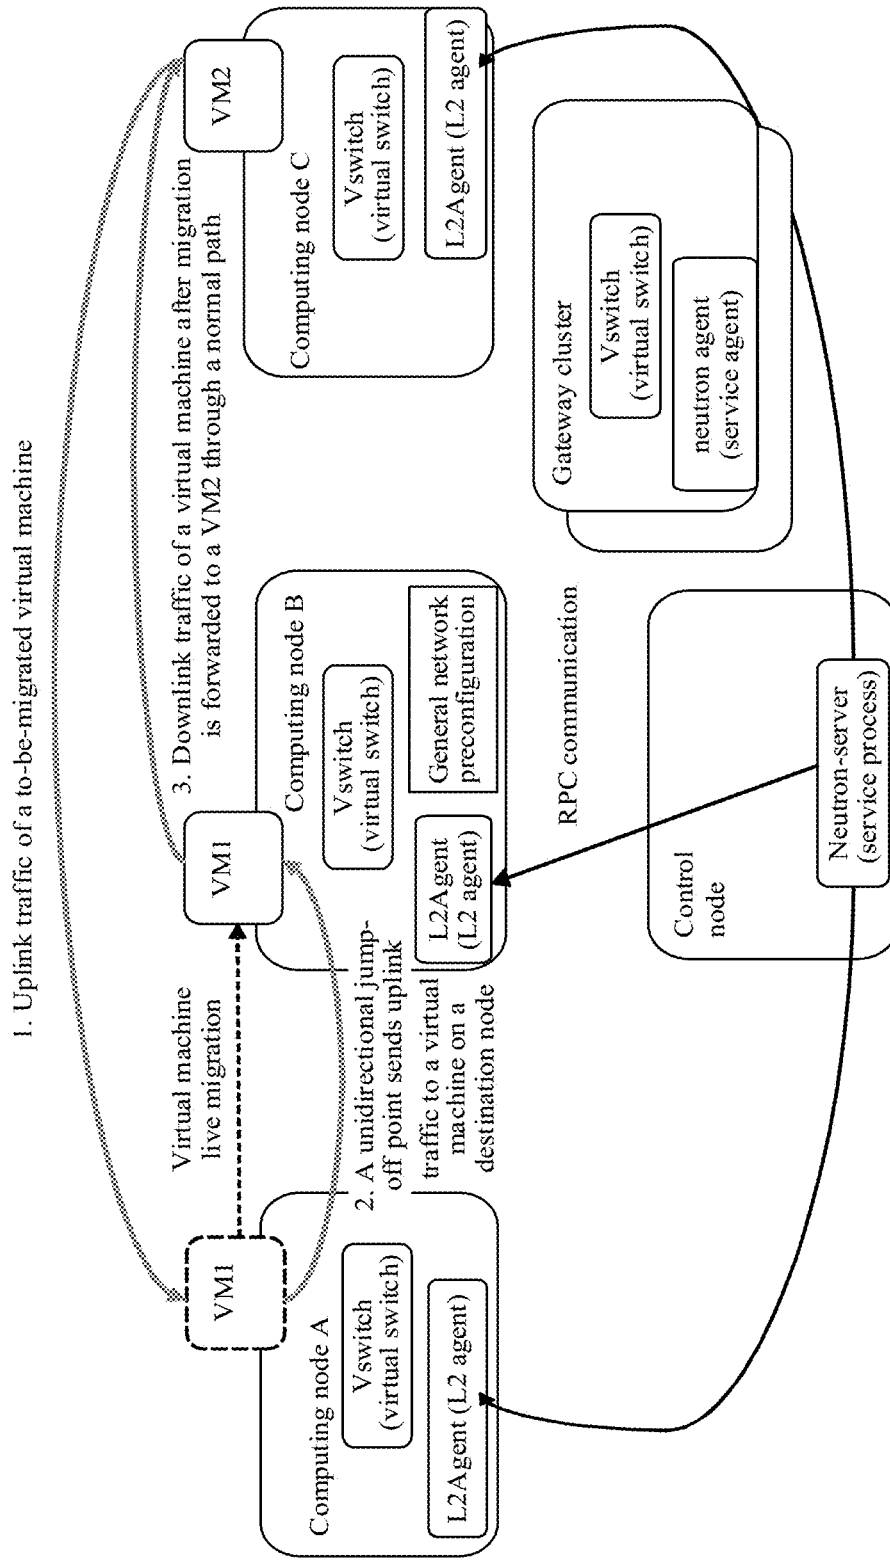 1. Uplink traffic of a to-be-migrated virtual machine
Virtual machine
live migration
3. Downlink traffic of a virtual machine after migration
is forwarded to a VM2 through a normal path
VM1
VM1
VM2
Computing node A
Vswitch
(virtual switch)
L2Agent (L2 agent)
2. A unidirectional jump-
off point sends uplink
traffic to a virtual
machine on a
destination node
Computing node B
Vswitch
(virtual switch)
L2Agent
(L2 agent)
General network
preconfiguration
Computing node C
Vswitch
(virtual switch)
L2Agent (L2 agent)
RPC communication
Gateway cluster
Vswitch
(virtual switch)
neutron agent
(service agent)
Control
node
Neutron-server
(service process)